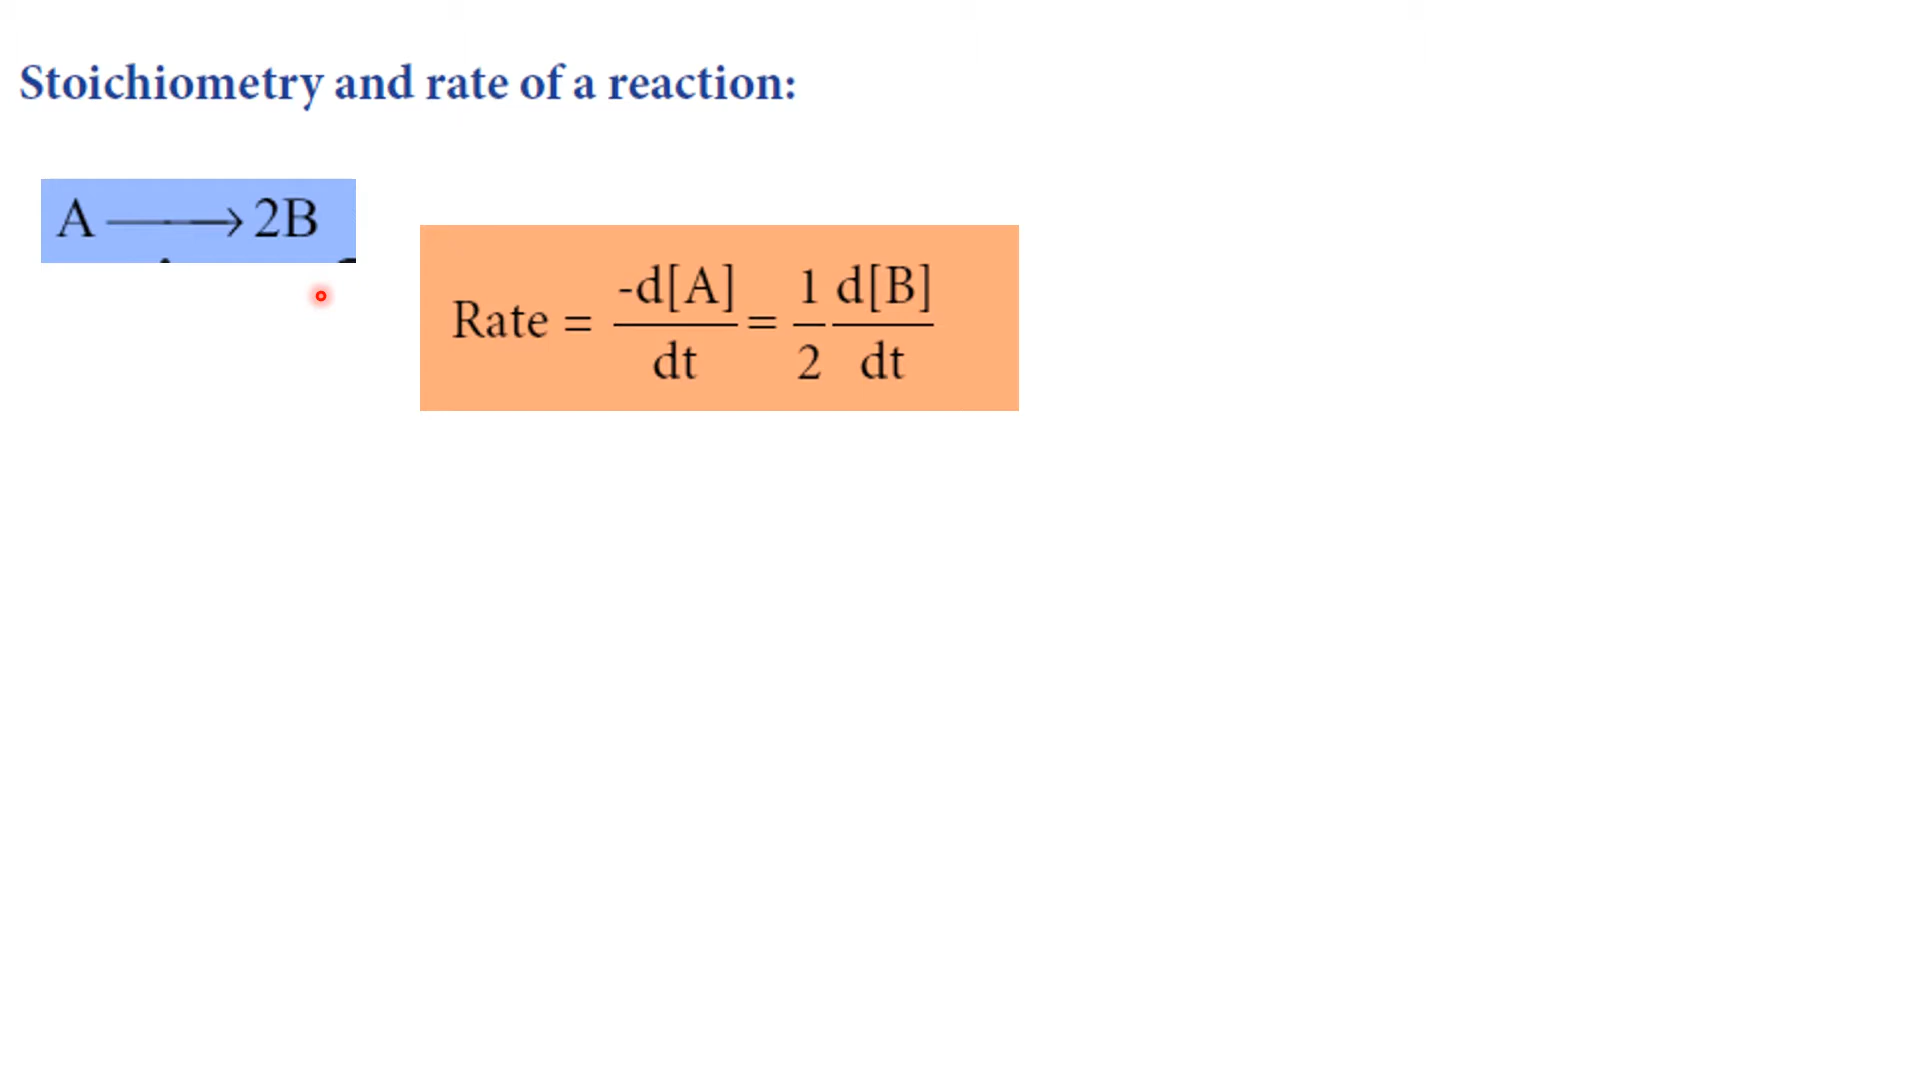 Stoichiometry and rate of a reaction:
A ⟶ 2B
Rate = -d[A]/dt = 1/2 d[B]/dt